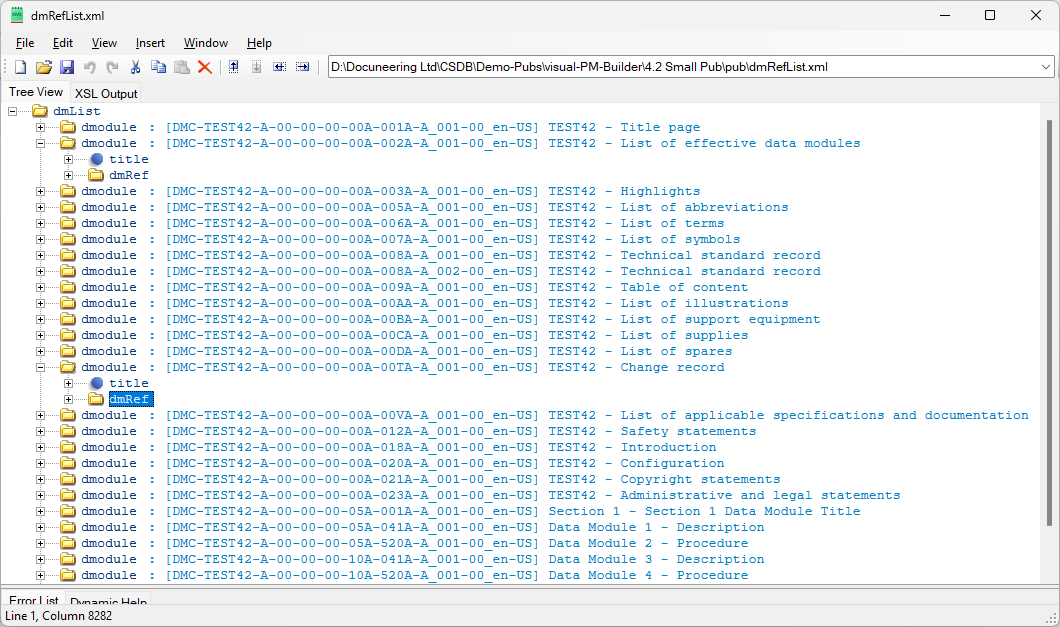 dmRefList.xml
File Edit View Insert Window Help
D:\Docuneering Ltd\CSDB\Demo-Pubs\visual-PM-Builder\4.2 Small Pub\pub\dmRefList.xml
Tree View XSL Output
dmList
dmodule : [DMC-TEST42-A-00-00-00-00A-001A-A_001-00_en-US] TEST42 - Title page
dmodule : [DMC-TEST42-A-00-00-00-00A-002A-A_001-00_en-US] TEST42 - List of effective data modules
title
dmRef
dmodule : [DMC-TEST42-A-00-00-00-00A-003A-A_001-00_en-US] TEST42 - Highlights
dmodule : [DMC-TEST42-A-00-00-00-00A-005A-A_001-00_en-US] TEST42 - List of abbreviations
dmodule : [DMC-TEST42-A-00-00-00-00A-006A-A_001-00_en-US] TEST42 - List of terms
dmodule : [DMC-TEST42-A-00-00-00-00A-007A-A_001-00_en-US] TEST42 - List of symbols
dmodule : [DMC-TEST42-A-00-00-00-00A-008A-A_001-00_en-US] TEST42 - Technical standard record
dmodule : [DMC-TEST42-A-00-00-00-00A-008A-A_002-00_en-US] TEST42 - Technical standard record
dmodule : [DMC-TEST42-A-00-00-00-00A-009A-A_001-00_en-US] TEST42 - Table of content
dmodule : [DMC-TEST42-A-00-00-00-00A-00AA-A_001-00_en-US] TEST42 - List of illustrations
dmodule : [DMC-TEST42-A-00-00-00-00A-00BA-A_001-00_en-US] TEST42 - List of support equipment
dmodule : [DMC-TEST42-A-00-00-00-00A-00CA-A_001-00_en-US] TEST42 - List of supplies
dmodule : [DMC-TEST42-A-00-00-00-00A-00DA-A_001-00_en-US] TEST42 - List of spares
dmodule : [DMC-TEST42-A-00-00-00-00A-00TA-A_001-00_en-US] TEST42 - Change record
title
dmRef
dmodule : [DMC-TEST42-A-00-00-00-00A-00VA-A_001-00_en-US] TEST42 - List of applicable specifications and documentation
dmodule : [DMC-TEST42-A-00-00-00-00A-012A-A_001-00_en-US] TEST42 - Safety statements
dmodule : [DMC-TEST42-A-00-00-00-00A-018A-A_001-00_en-US] TEST42 - Introduction
dmodule : [DMC-TEST42-A-00-00-00-00A-020A-A_001-00_en-US] TEST42 - Configuration
dmodule : [DMC-TEST42-A-00-00-00-00A-021A-A_001-00_en-US] TEST42 - Copyright statements
dmodule : [DMC-TEST42-A-00-00-00-00A-023A-A_001-00_en-US] TEST42 - Administrative and legal statements
dmodule : [DMC-TEST42-A-00-00-00-05A-001A-A_001-00_en-US] Section 1 - Section 1 Data Module Title
dmodule : [DMC-TEST42-A-00-00-00-05A-041A-A_001-00_en-US] Data Module 1 - Description
dmodule : [DMC-TEST42-A-00-00-00-05A-520A-A_001-00_en-US] Data Module 2 - Procedure
dmodule : [DMC-TEST42-A-00-00-00-10A-041A-A_001-00_en-US] Data Module 3 - Description
dmodule : [DMC-TEST42-A-00-00-00-10A-520A-A_001-00_en-US] Data Module 4 - Procedure
Error List Dynamic Help
Line 1, Column 8282